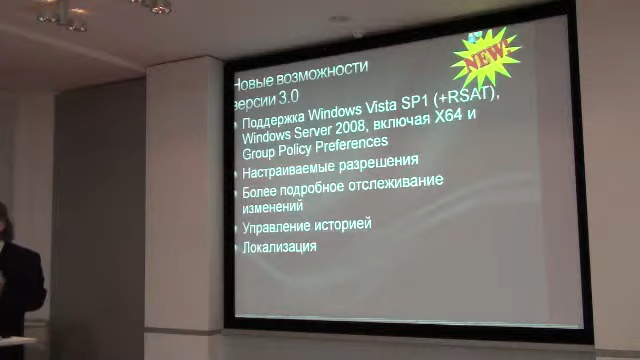 Новые возможности
версии 3.0
NEW!
Поддержка Windows Vista SP1 (+RSAT),
Windows Server 2008, включая X64 и
Group Policy Preferences
Настраиваемые разрешения
Более подробное отслеживание
изменений
Управление историей
Локализация